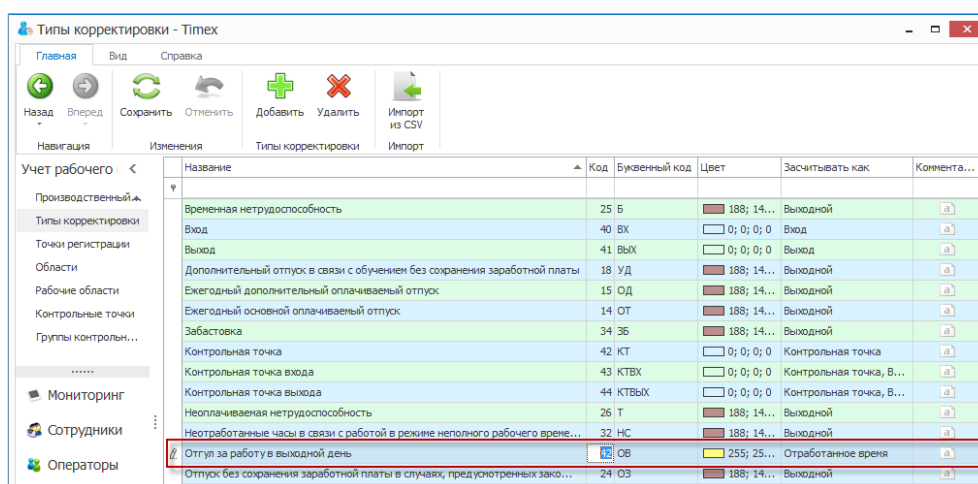 Типы корректировки - Timex
Главная Вид Справка
Назад Вперед Сохранить Отменить Добавить Удалить Импорт из CSV
Навигация Изменения Типы корректировки Импорт
Учет рабочего
Производственный
Типы корректировки
Точки регистрации
Области
Рабочие области
Контрольные точки
Группы контрольн...
Мониторинг
Сотрудники
Операторы
Название Код Буквенный код Цвет Засчитывать как Коммента...
Временная нетрудоспособность 25 Б 188; 14... Выходной a
Вход 40 ВХ 0; 0; 0; 0 Вход a
Выход 41 ВЫХ 0; 0; 0; 0 Выход a
Дополнительный отпуск в связи с обучением без сохранения заработной платы 18 УД 188; 14... Выходной a
Ежегодный дополнительный оплачиваемый отпуск 15 ОД 188; 14... Выходной a
Ежегодный основной оплачиваемый отпуск 14 ОТ 188; 14... Выходной a
Забастовка 34 ЗБ 188; 14... Выходной a
Контрольная точка 42 КТ 0; 0; 0; 0 Контрольная точка a
Контрольная точка входа 43 КТВХ 0; 0; 0; 0 Контрольная точка, В... a
Контрольная точка выхода 44 КТВЫХ 0; 0; 0; 0 Контрольная точка, В... a
Неоплачиваемая нетрудоспособность 26 Т 188; 14... Выходной a
Неотработанные часы в связи с работой в режиме неполного рабочего време... 32 НС 188; 14... Выходной a
Отгул за работу в выходной день 42 ОВ 255; 25... Отработанное время a
Отпуск без сохранения заработной платы в случаях, предусмотренных зако... 24 ОЗ 188; 14... Выходной a